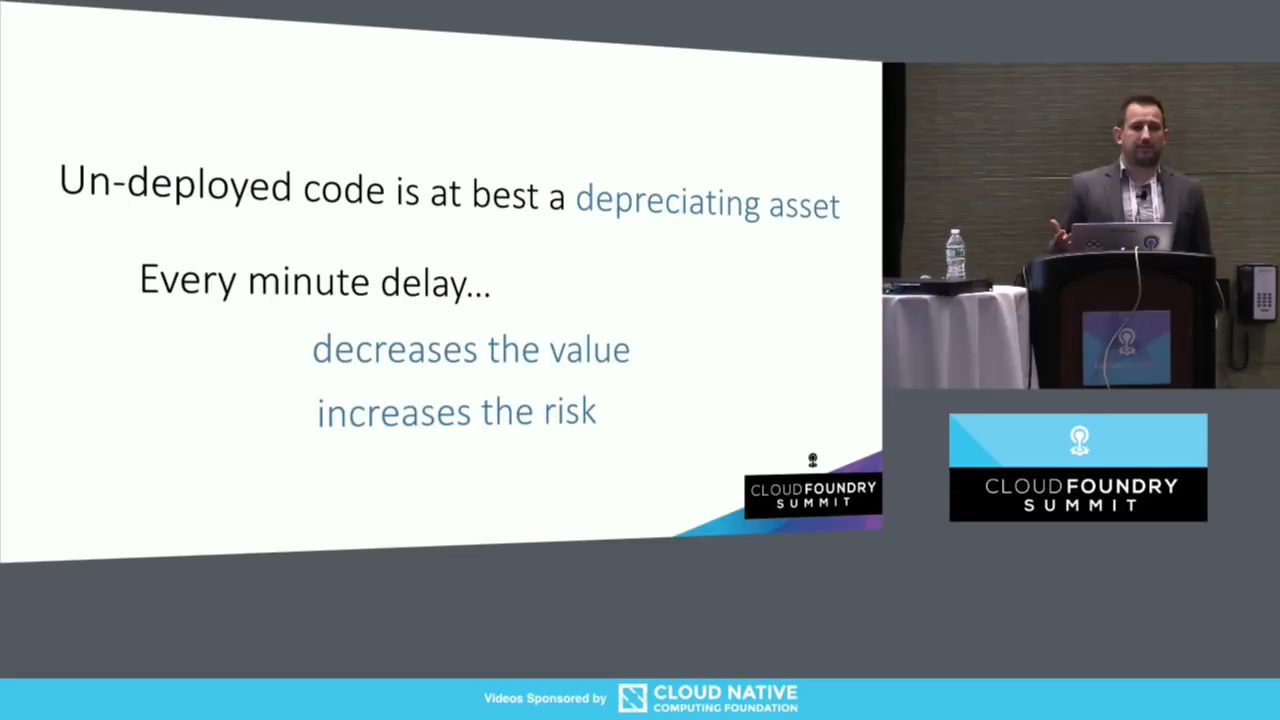 Un-deployed code is at best a depreciating asset
Every minute delay...
decreases the value
increases the risk
CLOUDFOUNDRY
SUMMIT
CLOUDFOUNDRY
SUMMIT
Videos Sponsored by
CLOUD NATIVE
COMPUTING FOUNDATION